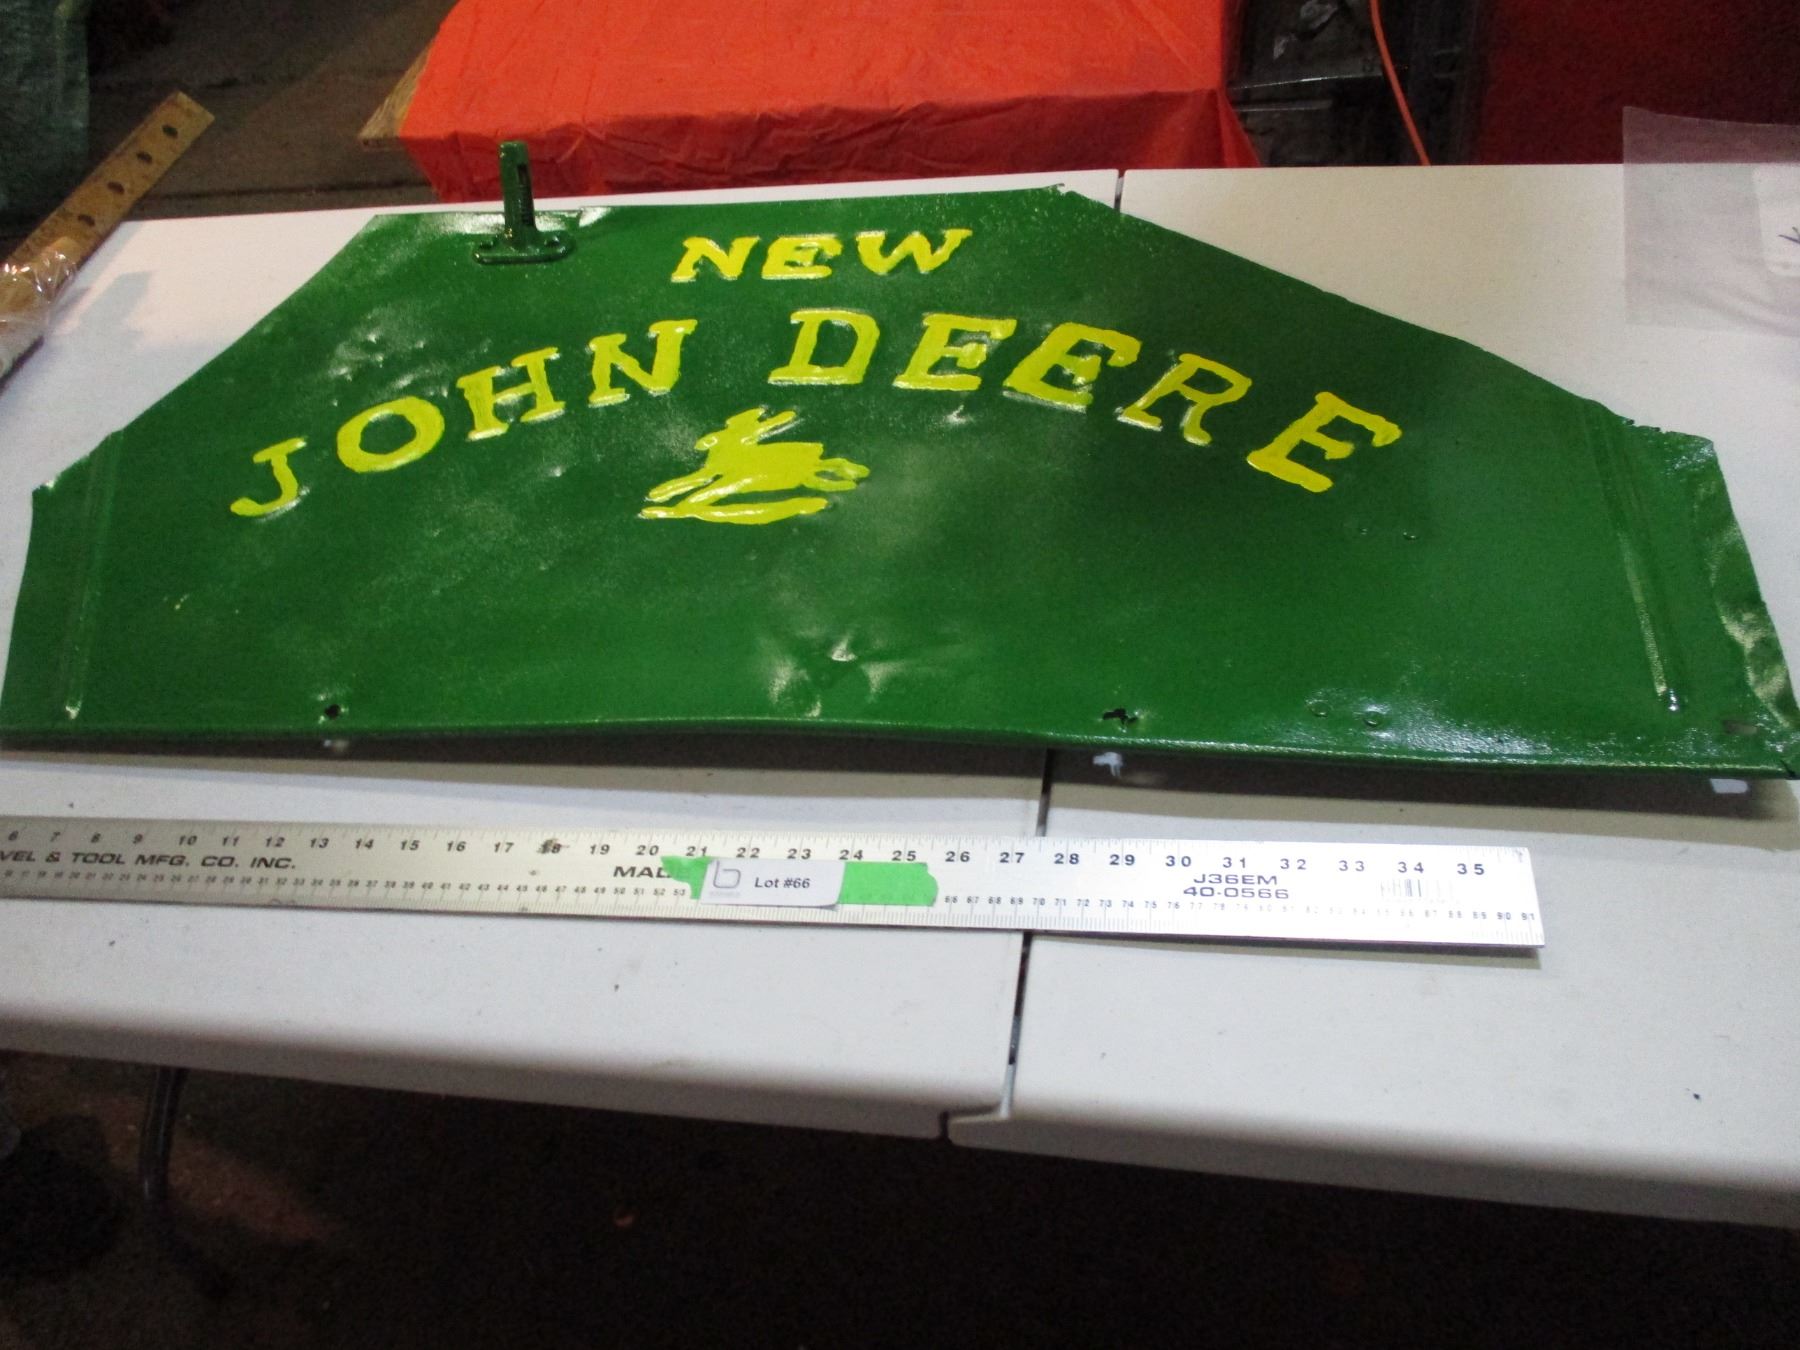 NEW
JOHN DEERE
6 7 8 9 10 11 12 13 14 15 16 17 18 19 20 21 22 23 24 25 26 27 28 29 30 31 32 33 34 35
VEL & TOOL MFG. CO. INC.
MAD
Lot #66
J36EM
40-0566